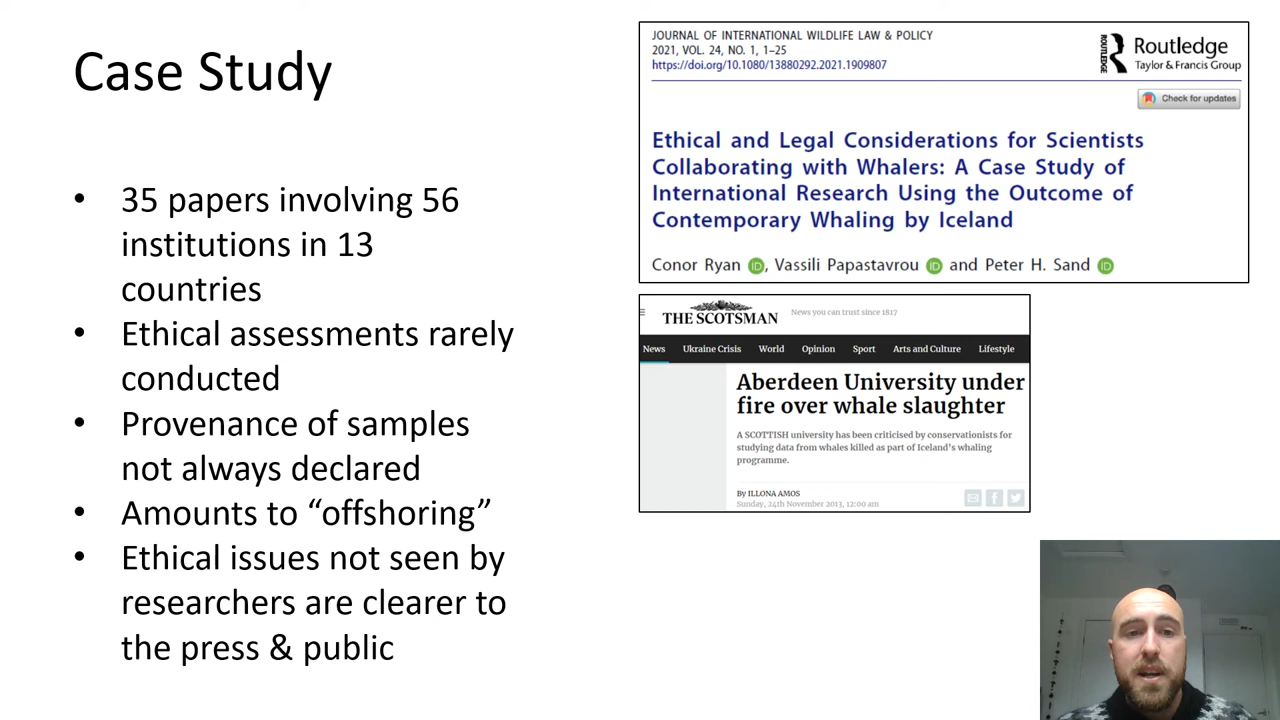 Case Study
• 35 papers involving 56
institutions in 13
countries
• Ethical assessments rarely
conducted
• Provenance of samples
not always declared
• Amounts to “offshoring”
• Ethical issues not seen by
researchers are clearer to
the press & public
JOURNAL OF INTERNATIONAL WILDLIFE LAW & POLICY
2021, VOL. 24, NO. 1, 1–25
https://doi.org/10.1080/13880292.2021.1909807
ROUTLEDGE
Routledge
Taylor & Francis Group
Check for updates
Ethical and Legal Considerations for Scientists
Collaborating with Whalers: A Case Study of
International Research Using the Outcome of
Contemporary Whaling by Iceland
Conor Ryan iD, Vassili Papastavrou iD and Peter H. Sand iD
THE SCOTSMAN
News you can trust since 1817
News Ukraine Crisis World Opinion Sport Arts and Culture Lifestyle
Aberdeen University under
fire over whale slaughter
A SCOTTISH university has been criticised by conservationists for
studying data from whales killed as part of Iceland's whaling
programme.
By ILLONA AMOS
Sunday, 24th November 2013, 12:00 am